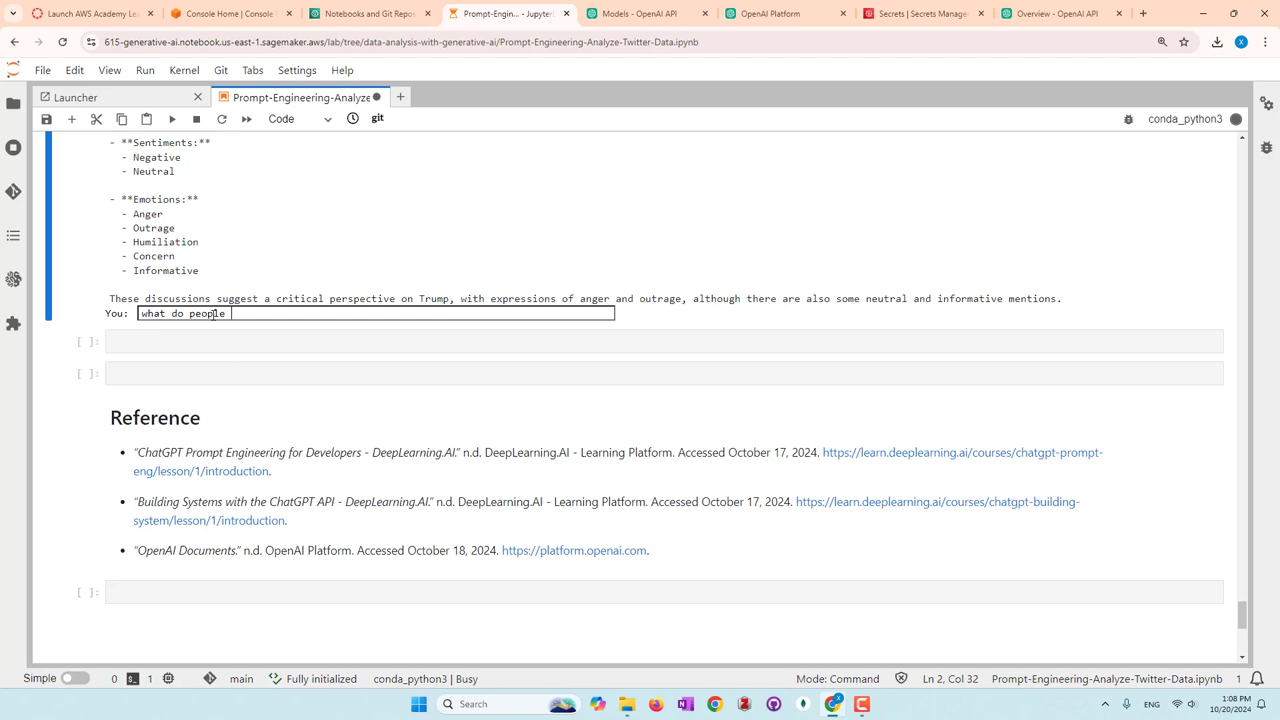 Launch AWS Academy Le
Console Home | Console
Notebooks and Git Repos
Prompt-Engin... - Jupyter
Models - OpenAI API
OpenAI Platform
Secrets | Secrets Manage
Overview - OpenAI API
615-generative-ai.notebook.us-east-1.sagemaker.aws/lab/tree/data-analysis-with-generative-ai/Prompt-Engineering-Analyze-Twitter-Data.ipynb
X
File Edit View Run Kernel Git Tabs Settings Help
Launcher
Prompt-Engineering-Analyze
Code
git
conda_python3
- **Sentiments:**
- Negative
- Neutral
- **Emotions:**
- Anger
- Outrage
- Humiliation
- Concern
- Informative
These discussions suggest a critical perspective on Trump, with expressions of anger and outrage, although there are also some neutral and informative mentions.
You: what do people
[ ]:
[ ]:
Reference
• "ChatGPT Prompt Engineering for Developers - DeepLearning.AI." n.d. DeepLearning.AI - Learning Platform. Accessed October 17, 2024. https://learn.deeplearning.ai/courses/chatgpt-prompt-
eng/lesson/1/introduction.
• "Building Systems with the ChatGPT API - DeepLearning.AI." n.d. DeepLearning.AI - Learning Platform. Accessed October 17, 2024. https://learn.deeplearning.ai/courses/chatgpt-building-
system/lesson/1/introduction.
• "OpenAI Documents." n.d. OpenAI Platform. Accessed October 18, 2024. https://platform.openai.com.
[ ]:
Simple 0 1 main Fully initialized conda_python3 | Busy Mode: Command Ln 2, Col 32 Prompt-Engineering-Analyze-Twitter-Data.ipynb 1
Search
ENG
1:08 PM
10/20/2024